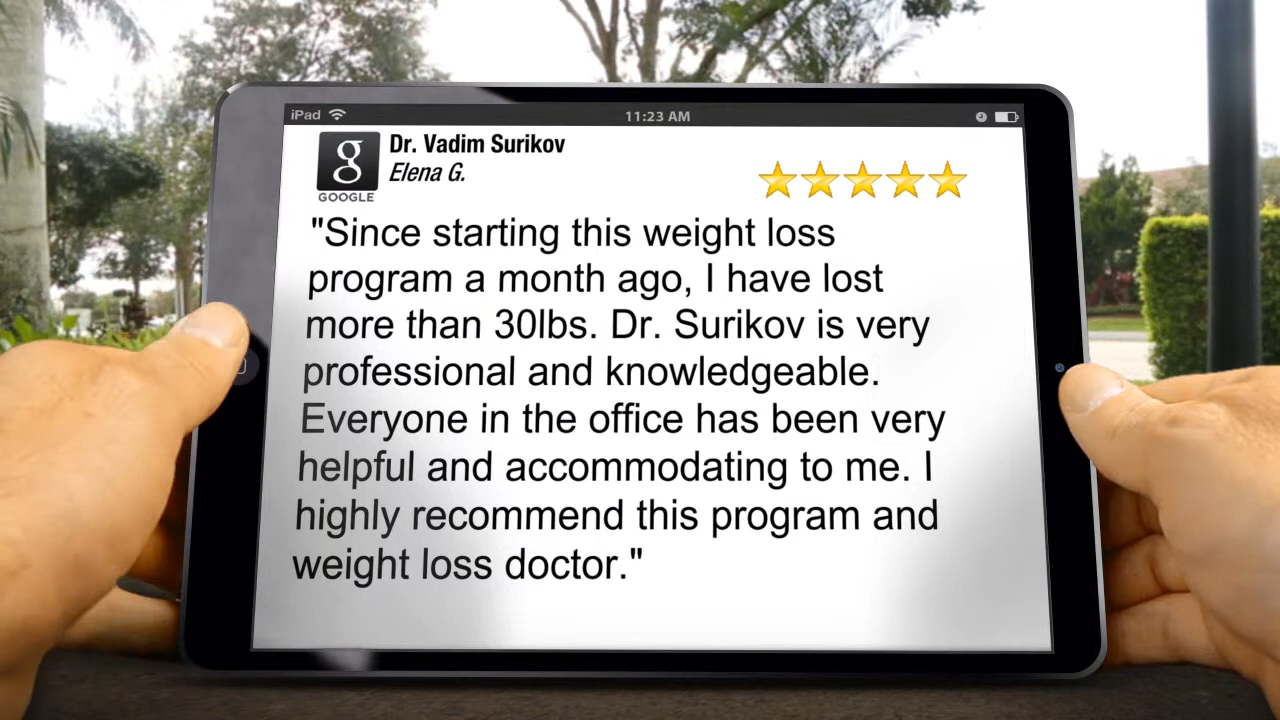 iPad 11:23 AM
Dr. Vadim Surikov
Elena G.
g
GOOGLE
"Since starting this weight loss
program a month ago, I have lost
more than 30lbs. Dr. Surikov is very
professional and knowledgeable.
Everyone in the office has been very
helpful and accommodating to me. I
highly recommend this program and
weight loss doctor."